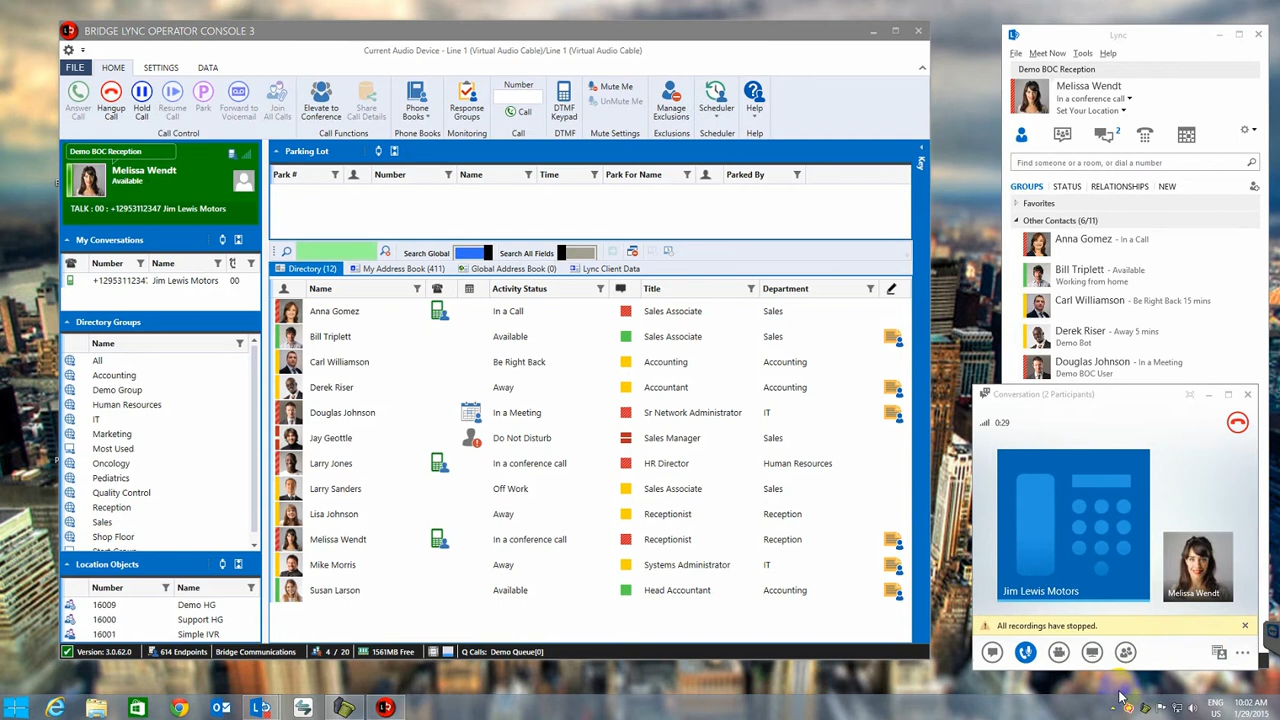 BRIDGE LYNC OPERATOR CONSOLE 3
Current Audio Device - Line 1 (Virtual Audio Cable)/Line 1 (Virtual Audio Cable)
FILE HOME SETTINGS DATA
Answer Call
Hangup Call
Hold Call
Resume Call
Park
Forward to Voicemail
Join All Calls
Call Control
Elevate to Conference
Share Call Details
Call Functions
Phone Books
Phone Books
Response Groups
Monitoring
Number
Call
Call
DTMF Keypad
DTMF
Mute Me
UnMute Me
Mute Settings
Manage Exclusions
Exclusions
Scheduler
Scheduler
Help
Help
Demo BOC Reception
Melissa Wendt
Available
TALK : 00 : +12953112347 Jim Lewis Motors
My Conversations
Number Name
+1295311234 Jim Lewis Motors 00
Directory Groups
Name
All
Accounting
Demo Group
Human Resources
IT
Marketing
Most Used
Oncology
Pediatrics
Quality Control
Reception
Sales
Shop Floor
Location Objects
Number Name
16009 Demo HG
16000 Support HG
16001 Simple IVR
Parking Lot
Park # Number Name Time Park For Name Parked By
Key
Search Global Search All Fields
Directory (12) My Address Book (411) Global Address Book (0) Lync Client Data
Name Activity Status Title Department
Anna Gomez In a Call Sales Associate Sales
Bill Triplett Available Sales Associate Sales
Carl Williamson Be Right Back Accounting Accounting
Derek Riser Away Accountant Accounting
Douglas Johnson In a Meeting Sr Network Administrator IT
Jay Geottle Do Not Disturb Sales Manager Sales
Larry Jones In a conference call HR Director Human Resources
Larry Sanders Off Work Sales Associate Sales
Lisa Johnson Away Receptionist Reception
Melissa Wendt In a conference call Receptionist Reception
Mike Morris Away Systems Administrator IT
Susan Larson Available Head Accountant Accounting
Version: 3.0.62.0 614 Endpoints Bridge Communications 4 / 20 1561MB Free Q Calls: Demo Queue[0]
Lync
File Meet Now Tools Help
Demo BOC Reception
Melissa Wendt
In a conference call
Set Your Location
2
Find someone or a room, or dial a number
GROUPS STATUS RELATIONSHIPS NEW
Favorites
Other Contacts (6/11)
Anna Gomez - In a Call
Bill Triplett - Available
Working from home
Carl Williamson - Be Right Back 15 mins
Derek Riser - Away 5 mins
Demo Bot
Douglas Johnson - In a Meeting
Demo BOC User
Conversation (2 Participants)
0:29
Jim Lewis Motors
Melissa Wendt
All recordings have stopped.
ENG
US
10:02 AM
1/29/2015